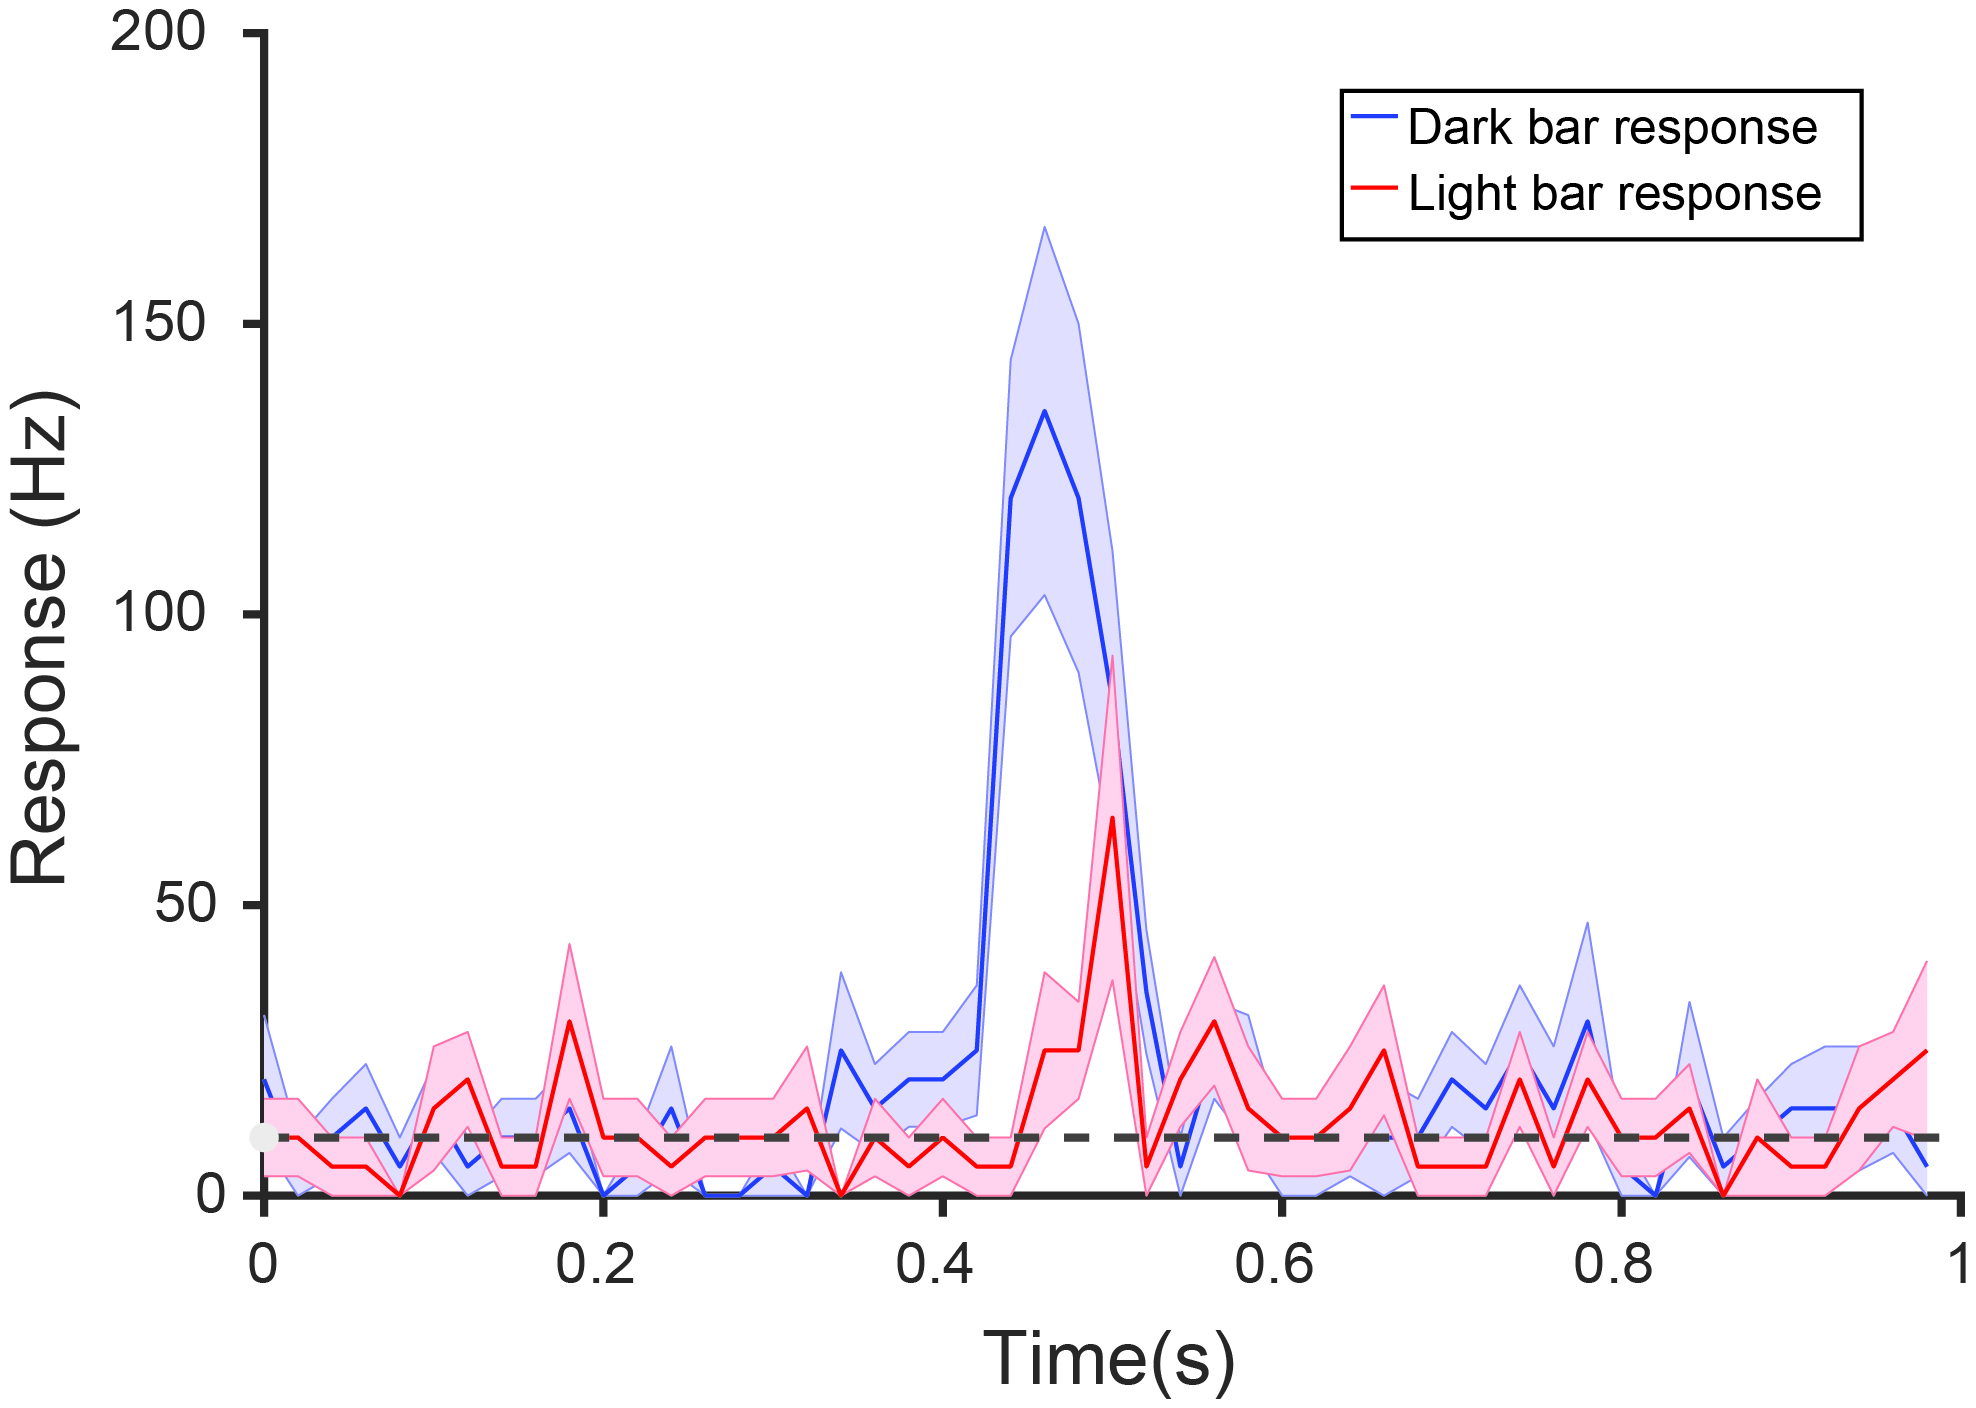 200
150
100
50
0
Response (Hz)
Dark bar response
Light bar response
0 0.2 0.4 0.6 0.8 1
Time(s)